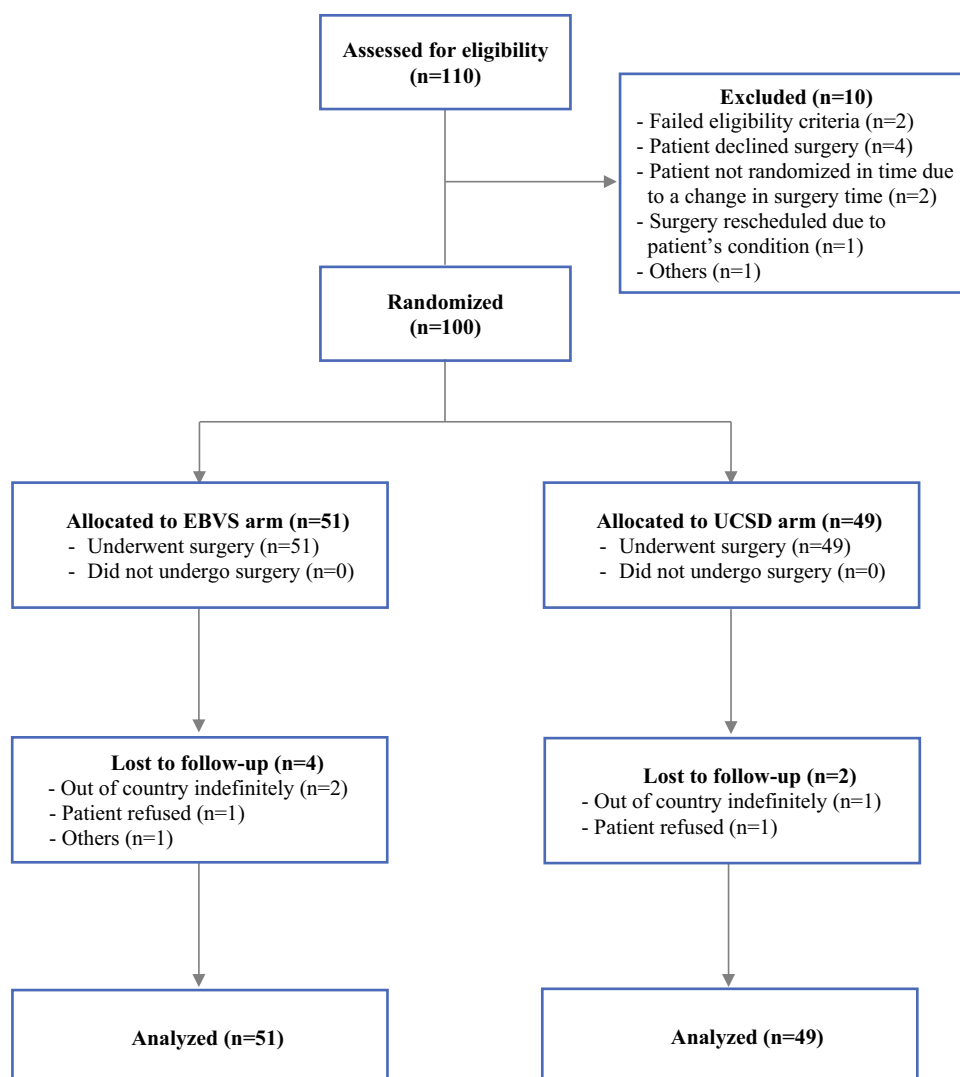 Assessed for eligibility
(n=110)
Excluded (n=10)
- Failed eligibility criteria (n=2)
- Patient declined surgery (n=4)
- Patient not randomized in time due
to a change in surgery time (n=2)
- Surgery rescheduled due to
patient’s condition (n=1)
- Others (n=1)
Randomized
(n=100)
Allocated to EBVS arm (n=51)
- Underwent surgery (n=51)
- Did not undergo surgery (n=0)
Allocated to UCSD arm (n=49)
- Underwent surgery (n=49)
- Did not undergo surgery (n=0)
Lost to follow-up (n=4)
- Out of country indefinitely (n=2)
- Patient refused (n=1)
- Others (n=1)
Lost to follow-up (n=2)
- Out of country indefinitely (n=1)
- Patient refused (n=1)
Analyzed (n=51)
Analyzed (n=49)